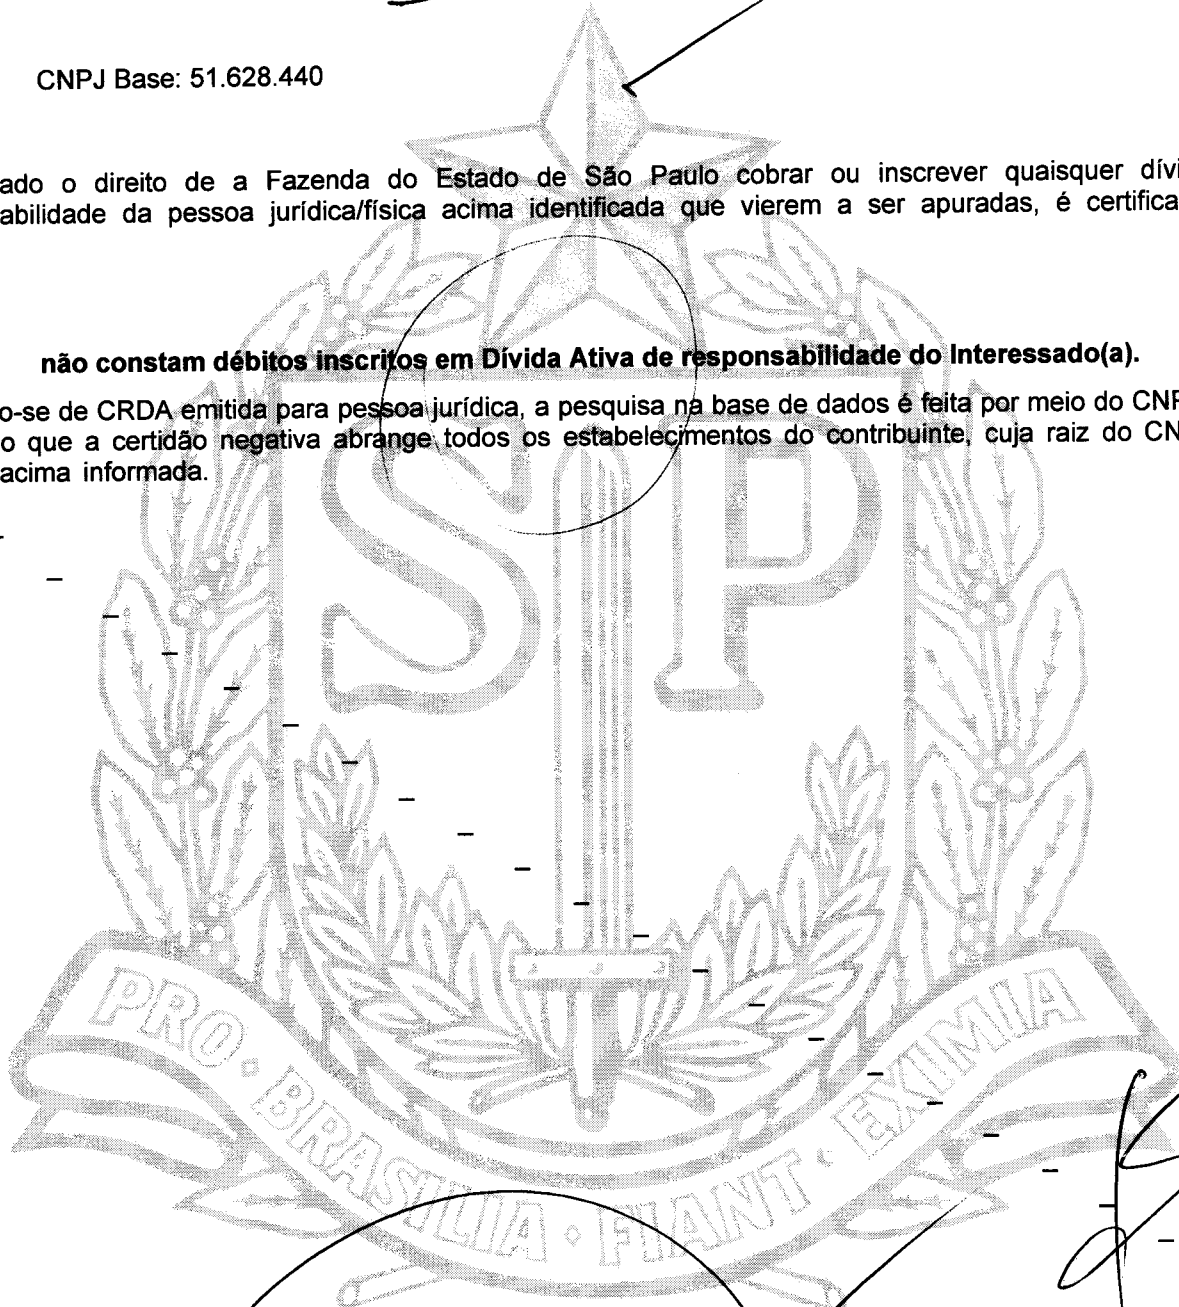 CNPJ Base: 51.628.440
ado o direito de a Fazenda do Estado de São Paulo cobrar ou inscrever quaisquer dívi
abilidade da pessoa jurídica/física acima identificada que vierem a ser apuradas, é certifica
não constam débitos inscritos em Dívida Ativa de responsabilidade do Interessado(a).
o-se de CRDA emitida para pessoa jurídica, a pesquisa na base de dados é feita por meio do CNP
o que a certidão negativa abrange todos os estabelecimentos do contribuinte, cuja raiz do CN
acima informada.
SP
PRO BRASILIA FIANT EXIMIA